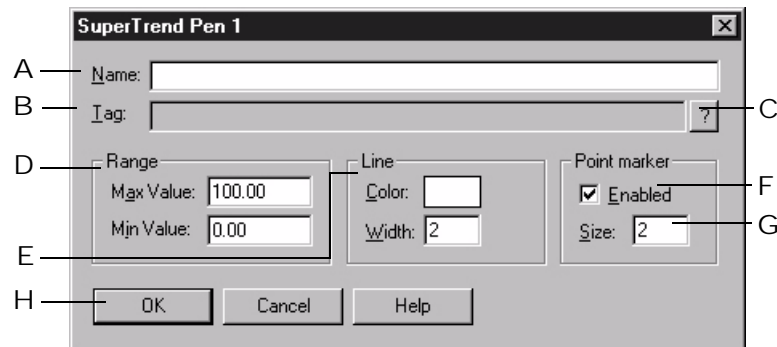 SuperTrend Pen 1
A
Name:
B
Tag:
?
C
D
Range
Line
Point marker
Max Value: 100.00
Color:
Enabled
F
Min Value: 0.00
Width: 2
Size: 2
G
E
H
OK
Cancel
Help